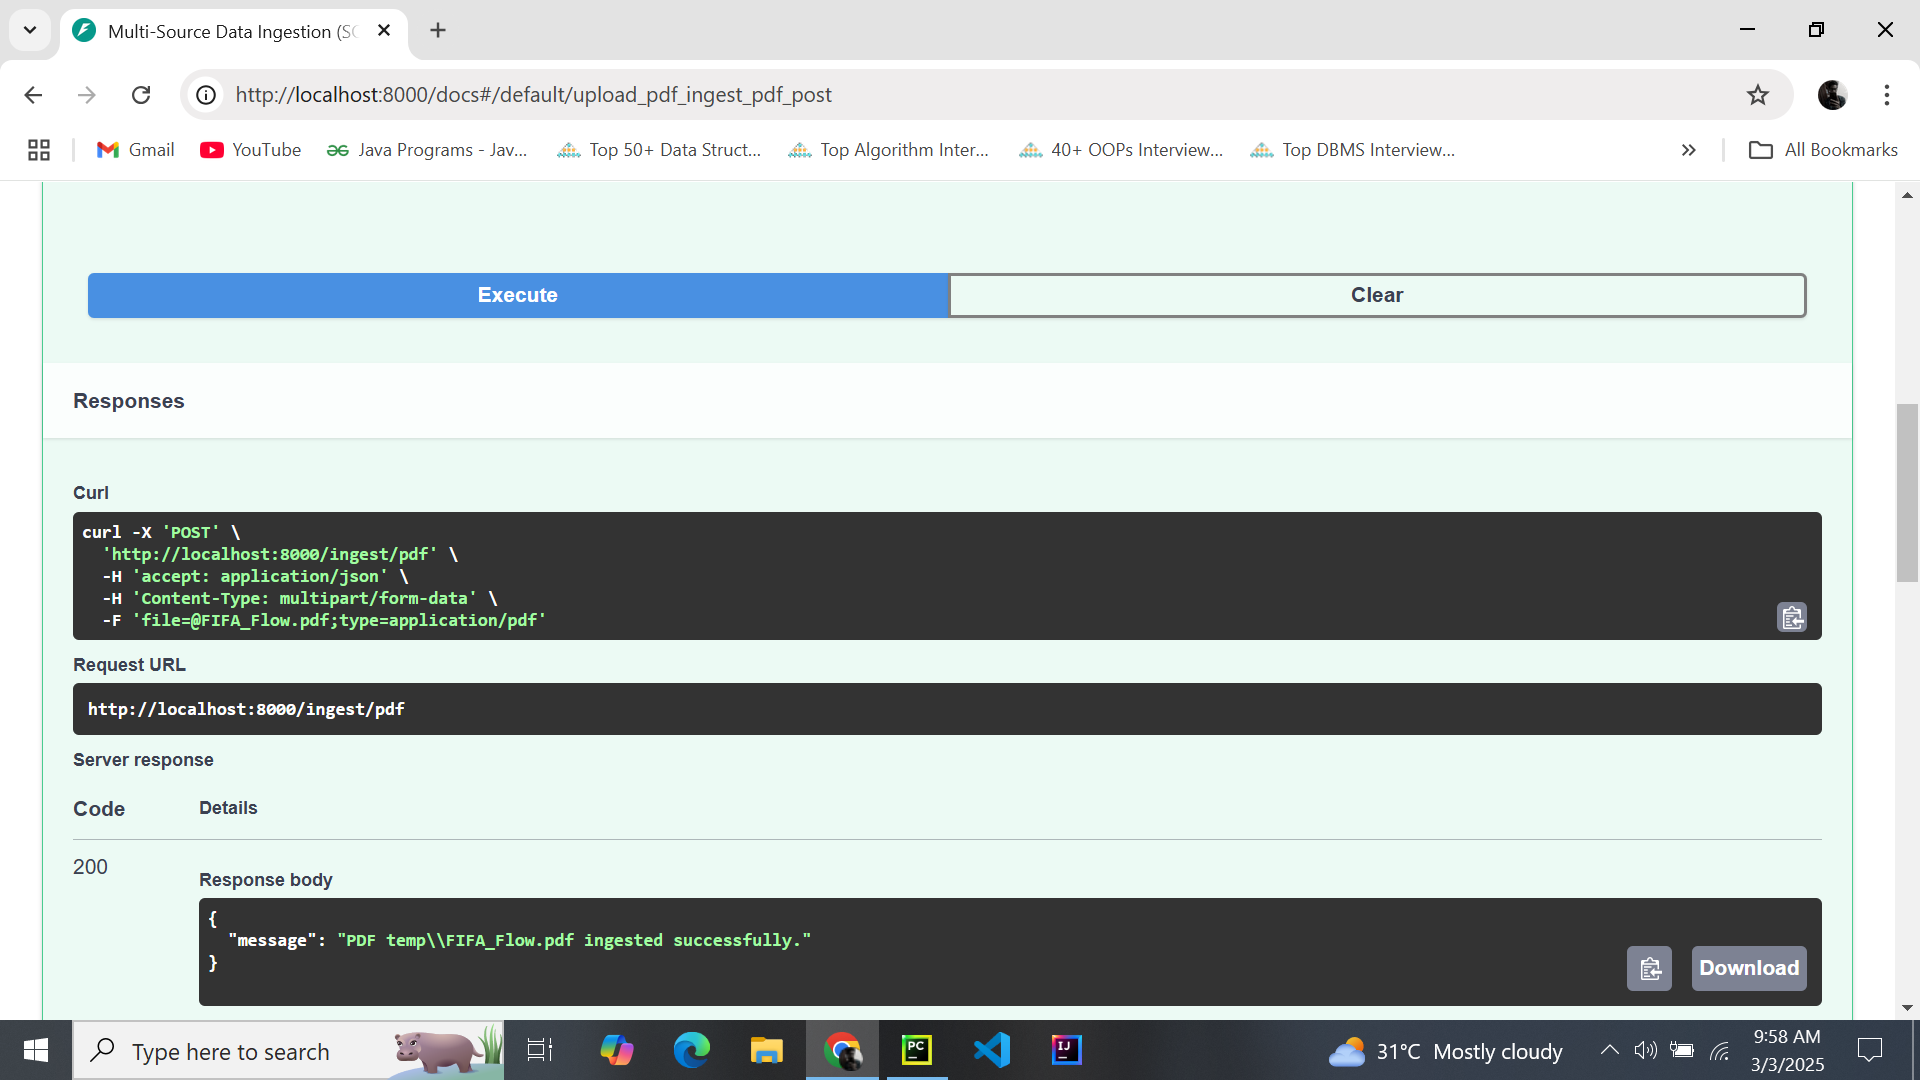 Multi-Source Data Ingestion (SC
http://localhost:8000/docs#/default/upload_pdf_ingest_pdf_post
Gmail
YouTube
Java Programs - Jav...
Top 50+ Data Struct...
Top Algorithm Inter...
40+ OOPs Interview...
Top DBMS Interview...
All Bookmarks
Execute
Clear
Responses
Curl
curl -X 'POST' \
'http://localhost:8000/ingest/pdf' \
-H 'accept: application/json' \
-H 'Content-Type: multipart/form-data' \
-F 'file=@FIFA_Flow.pdf;type=application/pdf'
Request URL
http://localhost:8000/ingest/pdf
Server response
Code
Details
200
Response body
{
"message": "PDF temp\\FIFA_Flow.pdf ingested successfully."
}
Download
Type here to search
PC
IJ
31°C Mostly cloudy
9:58 AM
3/3/2025